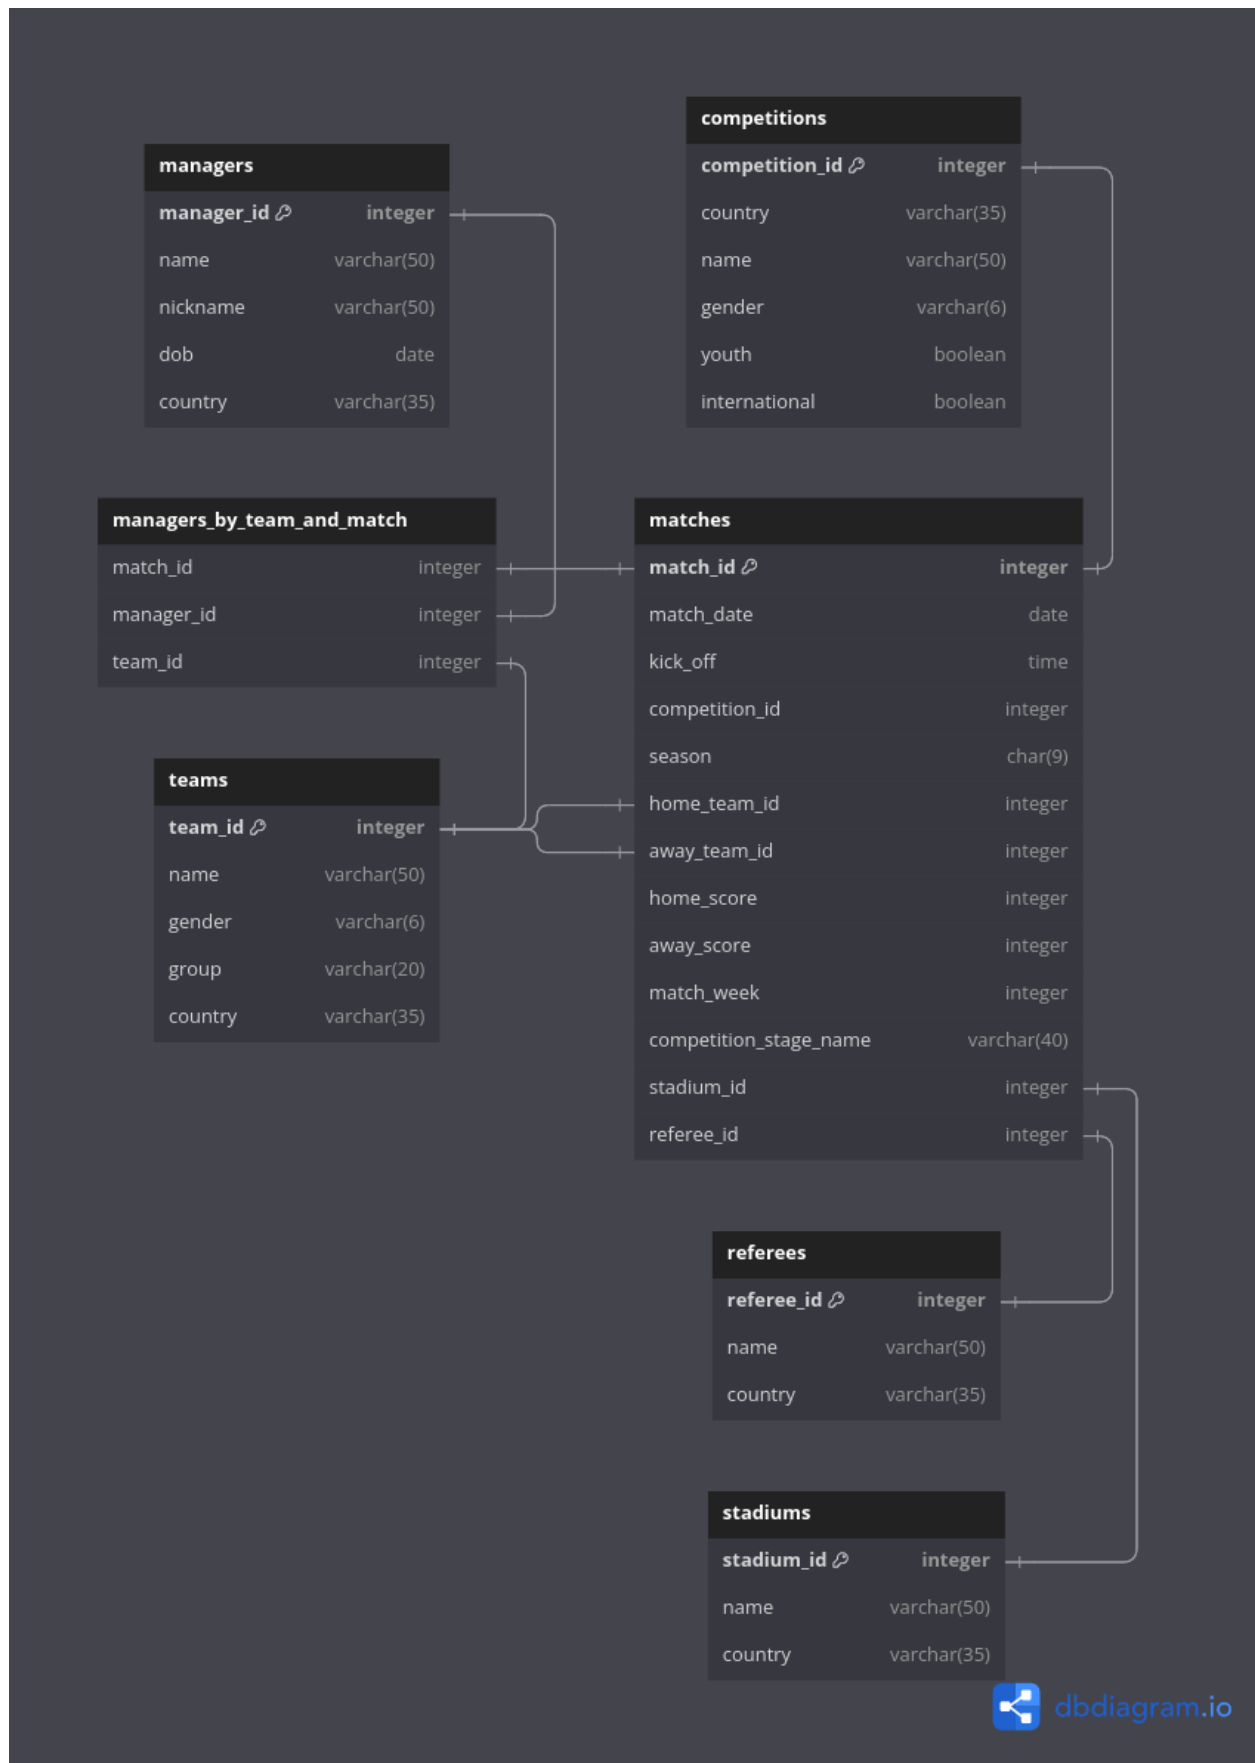 competitions
competition_id integer
country varchar(35)
name varchar(50)
gender varchar(6)
youth boolean
international boolean
managers
manager_id integer
name varchar(50)
nickname varchar(50)
dob date
country varchar(35)
managers_by_team_and_match
match_id integer
manager_id integer
team_id integer
matches
match_id integer
match_date date
kick_off time
competition_id integer
season char(9)
home_team_id integer
away_team_id integer
home_score integer
away_score integer
match_week integer
competition_stage_name varchar(40)
stadium_id integer
referee_id integer
teams
team_id integer
name varchar(50)
gender varchar(6)
group varchar(20)
country varchar(35)
referees
referee_id integer
name varchar(50)
country varchar(35)
stadiums
stadium_id integer
name varchar(50)
country varchar(35)
dbdiagram.io